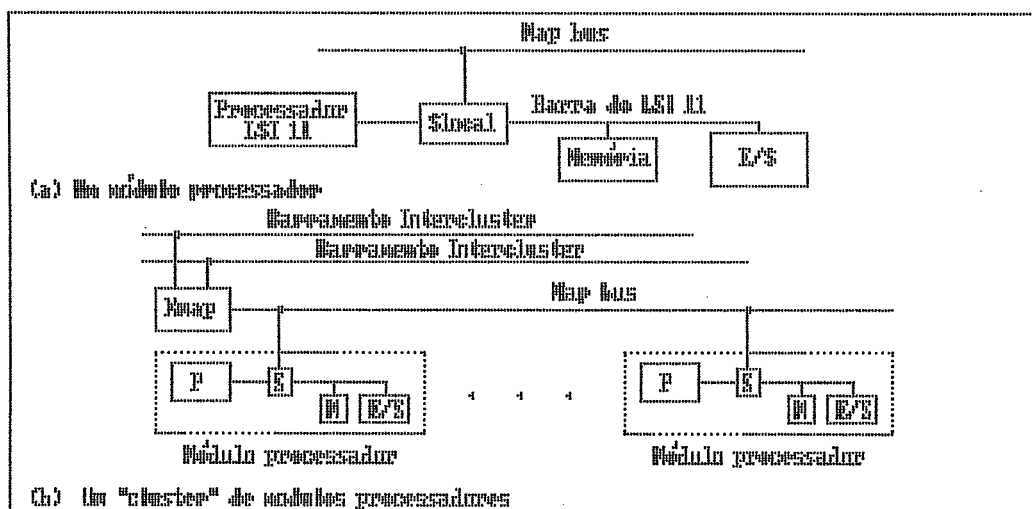 Map bus
Processador
LSI 11
Slocal
Barra do LSI 11
Memória
E/S
(a) Um módulo processador
Barramento Intercluster
Barramento Intercluster
Kmap
Map bus
P
S
M
E/S
. . .
P
S
M
E/S
Módulo processador
Módulo processador
(b) Um "cluster" de módulos processadores